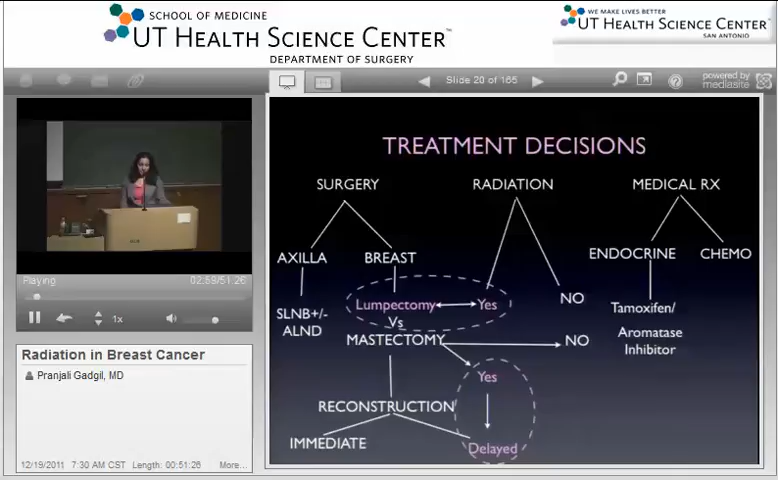 SCHOOL OF MEDICINE
UT HEALTH SCIENCE CENTER™
DEPARTMENT OF SURGERY
WE MAKE LIVES BETTER
UT HEALTH SCIENCE CENTER
SAN ANTONIO
Slide 20 of 165
powered by
mediasite
TREATMENT DECISIONS
SURGERY
RADIATION
MEDICAL RX
AXILLA
BREAST
ENDOCRINE
CHEMO
SLNB+/-
ALND
Lumpectomy
Yes
NO
Tamoxifen/
Aromatase
Inhibitor
Vs
MASTECTOMY
NO
Yes
RECONSTRUCTION
IMMEDIATE
Delayed
Playing
02:59/51:26
1x
Radiation in Breast Cancer
Pranjali Gadgil, MD
12/19/2011 7:30 AM CST Length: 00:51:26 More...